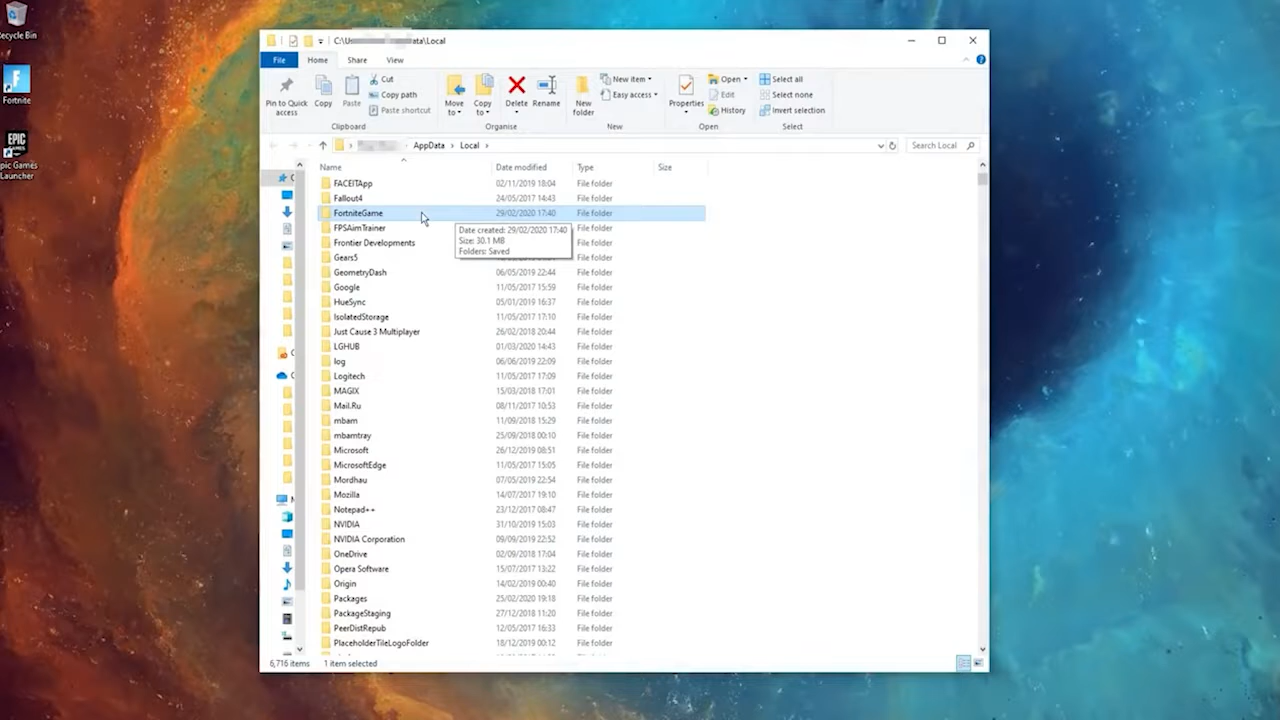 Recycle Bin
Fortnite
EPIC
GAMES
Epic Games
Launcher
ata\Local
File
Home
Share
View
Pin to Quick
access
Copy
Paste
Cut
Copy path
Paste shortcut
Clipboard
Move
to
Copy
to
Delete
Rename
Organise
New
folder
New item
Easy access
New
Properties
Open
Edit
History
Open
Select all
Select none
Invert selection
Select
AppData > Local >
Search Local
Name Date modified Type Size
FACEITApp 02/11/2019 18:04 File folder
Fallout4 24/05/2017 14:43 File folder
FortniteGame 29/02/2020 17:40 File folder
FPSAimTrainer
Date created: 29/02/2020 17:40
Size: 30.1 MB
Folders: Saved
Frontier Developments
Gears5 File folder
GeometryDash 06/05/2019 22:44 File folder
Google 11/05/2017 15:59 File folder
HueSync 05/01/2019 16:37 File folder
IsolatedStorage 11/05/2017 17:10 File folder
Just Cause 3 Multiplayer 26/02/2018 20:44 File folder
LGHUB 01/03/2020 14:43 File folder
log 06/06/2019 22:09 File folder
Logitech 11/05/2017 17:09 File folder
MAGIX 15/03/2018 17:01 File folder
Mail.Ru 08/11/2017 10:53 File folder
mbam 11/09/2018 15:29 File folder
mbamtray 25/09/2018 00:10 File folder
Microsoft 26/12/2019 08:51 File folder
MicrosoftEdge 11/05/2017 15:05 File folder
Mordhau 07/05/2019 22:54 File folder
Mozilla 14/07/2017 19:10 File folder
Notepad++ 23/12/2017 08:47 File folder
NVIDIA 31/10/2019 15:03 File folder
NVIDIA Corporation 09/09/2019 22:52 File folder
OneDrive 02/09/2018 17:04 File folder
Opera Software 15/07/2017 13:22 File folder
Origin 14/02/2019 00:40 File folder
Packages 25/02/2020 19:18 File folder
PackageStaging 27/12/2018 11:20 File folder
PeerDistRepub 12/05/2017 16:33 File folder
PlaceholderTileLogoFolder 18/12/2019 00:12 File folder
6,716 items 1 item selected